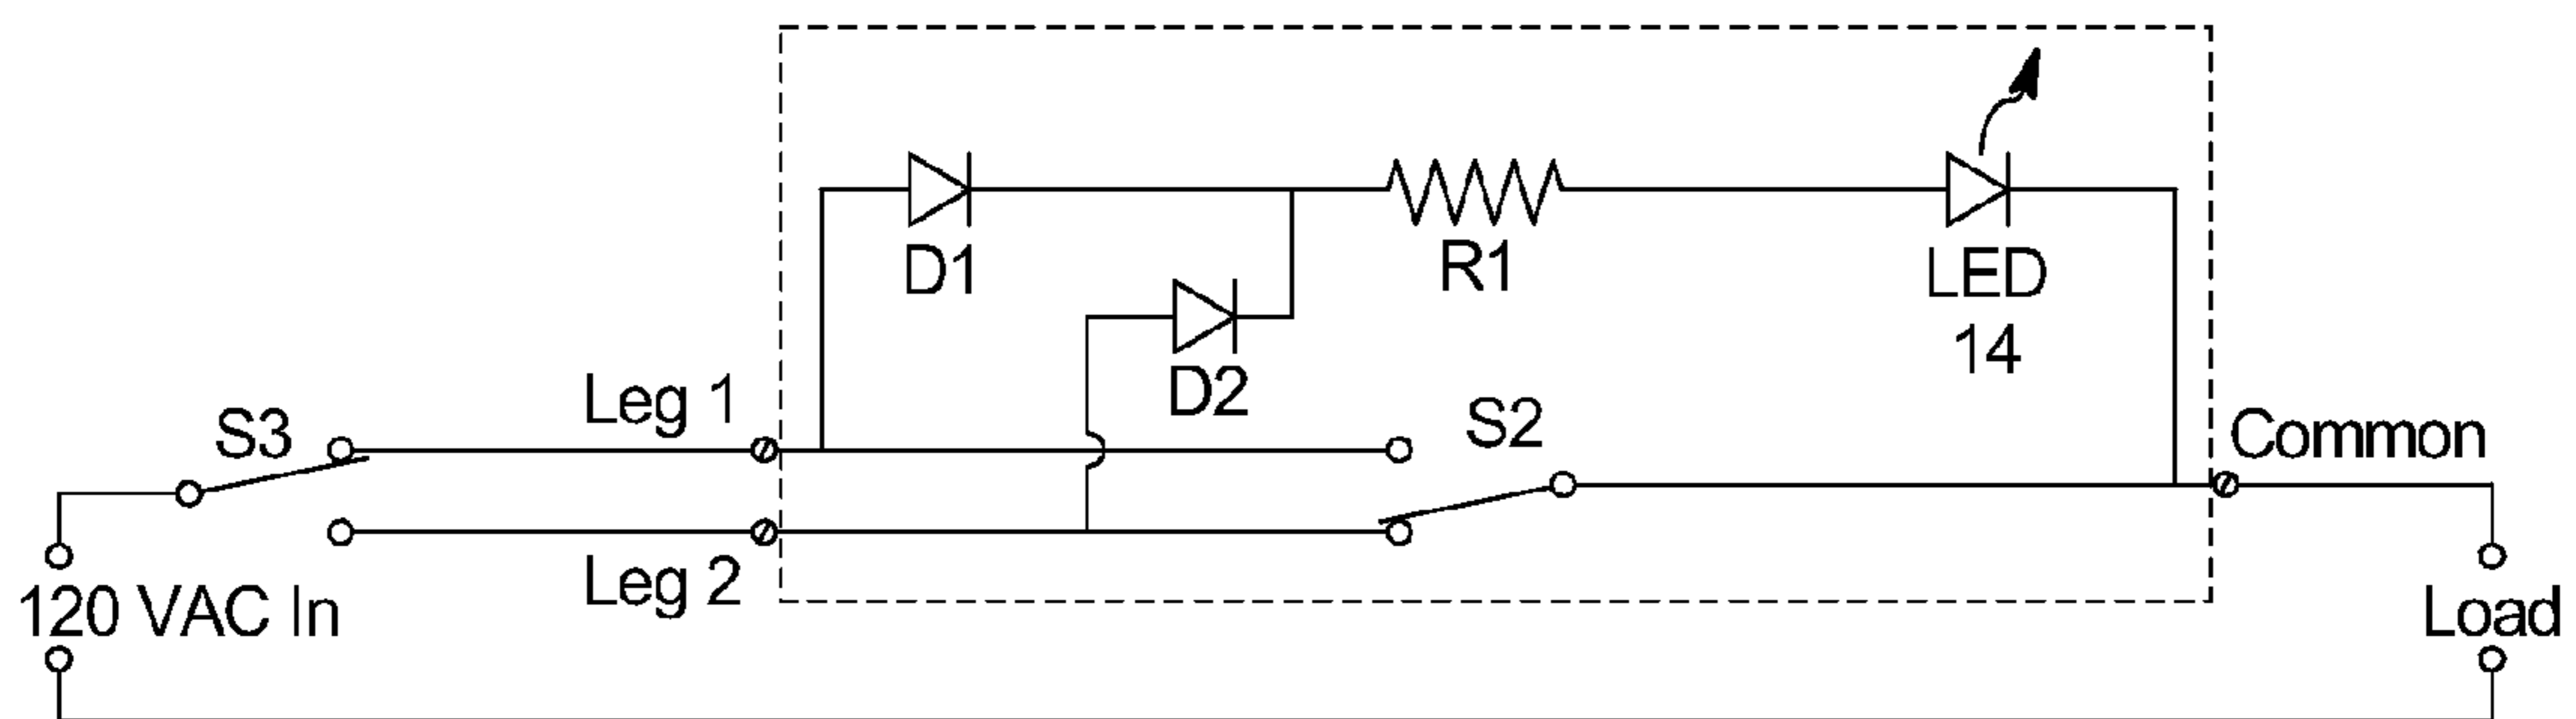 D1
R1
LED
14
D2
Leg 1
S3
S2
Common
Leg 2
120 VAC In
Load